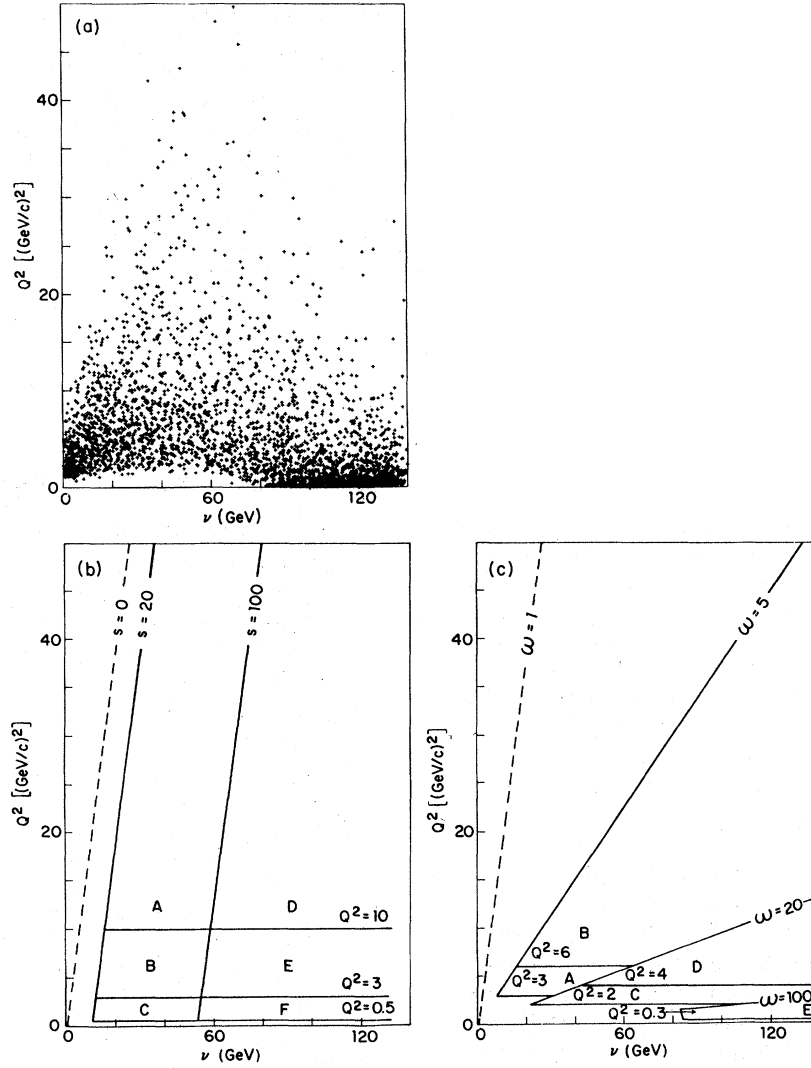 (a)
40
20
0
Q² [(GeV/c)²]
0 60 120
ν (GeV)
(b)
s = 0
s = 20
s = 100
40
20
0
Q² [(GeV/c)²]
A D Q²=10
B E Q²=3
C F Q²=0.5
0 60 120
ν (GeV)
(c)
ω = 1
ω = 5
40
20
0
Q² [(GeV/c)²]
ω=20
B
Q²=6
Q²=3 A Q²=4 D
Q²=2 C ω=100
Q²=0.3 E
0 60 120
ν (GeV)